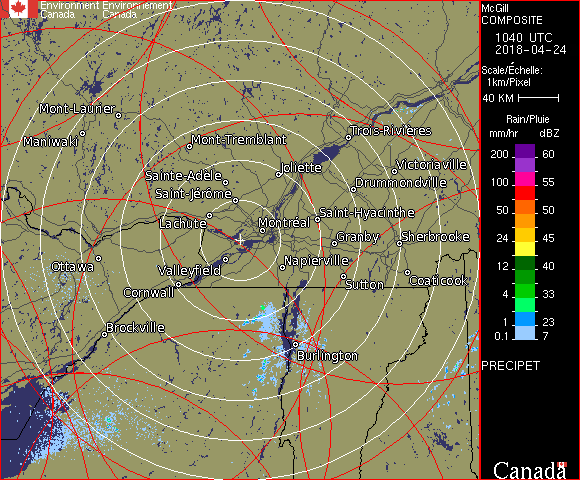 Environment Environnement
Canada Canada
McGill
COMPOSITE
1040 UTC
2018-04-24
Scale/Échelle:
1km/Pixel
40 KM
Rain/Pluie
mm/hr dBZ
200 60
150 57
100 55
50 50
24 45
12 40
4 33
1 23
0.1 7
PRECIPET
Canada
Mont-Laurier
Maniwaki
Mont-Tremblant
Trois-Rivières
Sainte-Adèle
Joliette
Victoriaville
Saint-Jérôme
Drummondville
Lachute
Montréal
Saint-Hyacinthe
Granby
Sherbrooke
Ottawa
Valleyfield
Napierville
Cornwall
Sutton
Coaticook
Brockville
Burlington